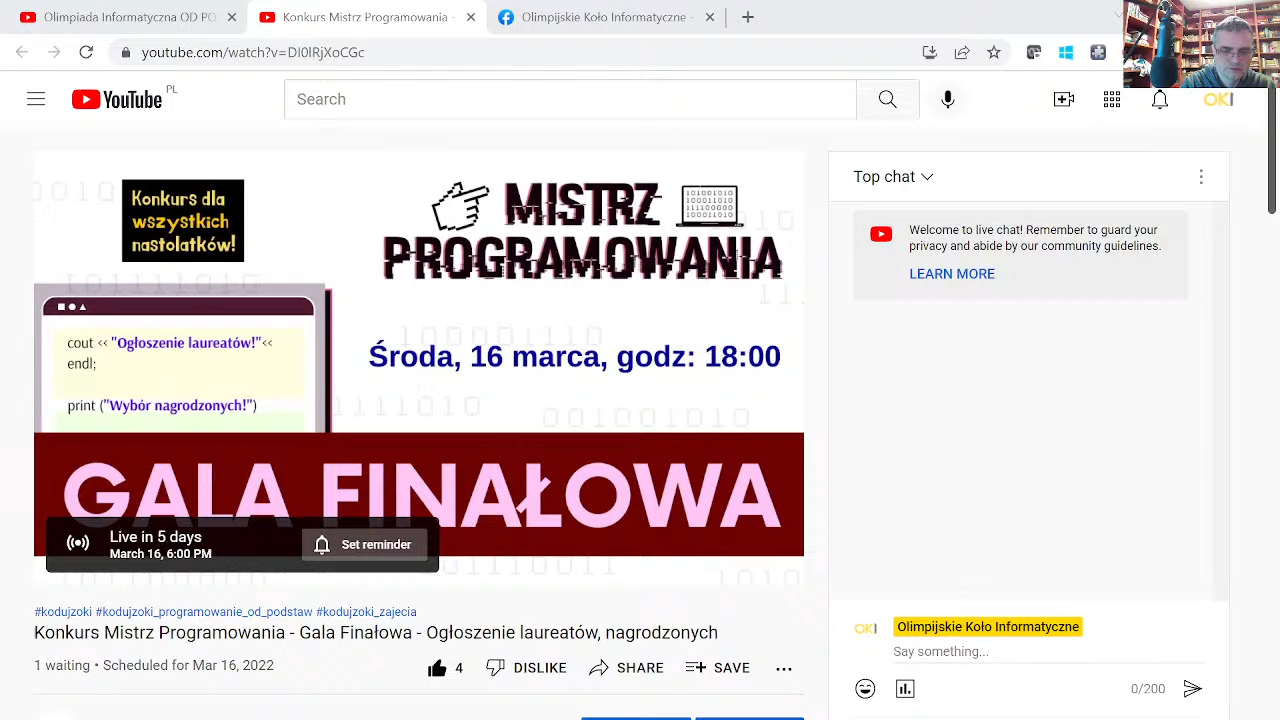 Olimpiada Informatyczna OD PO
Konkurs Mistrz Programowania -
Olimpijskie Koło Informatyczne -
youtube.com/watch?v=DI0lRjXoCGc
YouTube PL
Search
OKI
Konkurs dla
wszystkich
nastolatków!
MISTRZ
PROGRAMOWANIA
cout << "Ogłoszenie laureatów!"<<
endl;
print ("Wybór nagrodzonych!")
Środa, 16 marca, godz: 18:00
GALA FINAŁOWA
Live in 5 days
March 16, 6:00 PM
Set reminder
#kodujzoki #kodujzoki_programowanie_od_podstaw #kodujzoki_zajecia
Konkurs Mistrz Programowania - Gala Finałowa - Ogłoszenie laureatów, nagrodzonych
1 waiting • Scheduled for Mar 16, 2022
4
DISLIKE
SHARE
SAVE
Top chat
Welcome to live chat! Remember to guard your
privacy and abide by our community guidelines.
LEARN MORE
OKI
Olimpijskie Koło Informatyczne
Say something...
0/200